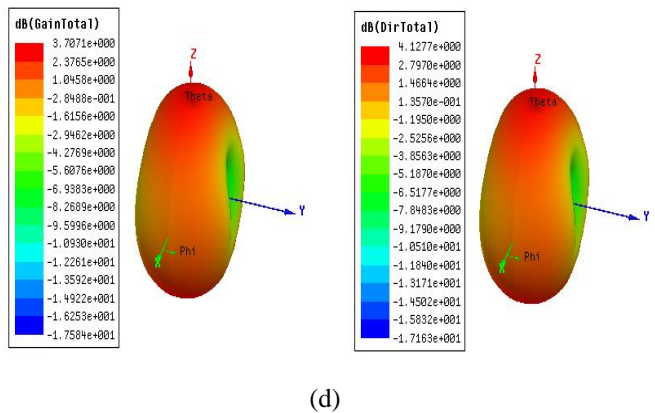 dB(GainTotal)
3.7071e+000
2.3765e+000
1.0458e+000
-2.8488e-001
-1.6156e+000
-2.9462e+000
-4.2769e+000
-5.6076e+000
-6.9383e+000
-8.2689e+000
-9.5996e+000
-1.0930e+001
-1.2261e+001
-1.3592e+001
-1.4922e+001
-1.6253e+001
-1.7584e+001
Z
Theta
Y
X
Phi
dB(DirTotal)
4.1277e+000
2.7970e+000
1.4664e+000
1.3570e-001
-1.1950e+000
-2.5256e+000
-3.8563e+000
-5.1870e+000
-6.5177e+000
-7.8483e+000
-9.1790e+000
-1.0510e+001
-1.1840e+001
-1.3171e+001
-1.4502e+001
-1.5832e+001
-1.7163e+001
Z
Theta
Y
X
Phi
(d)